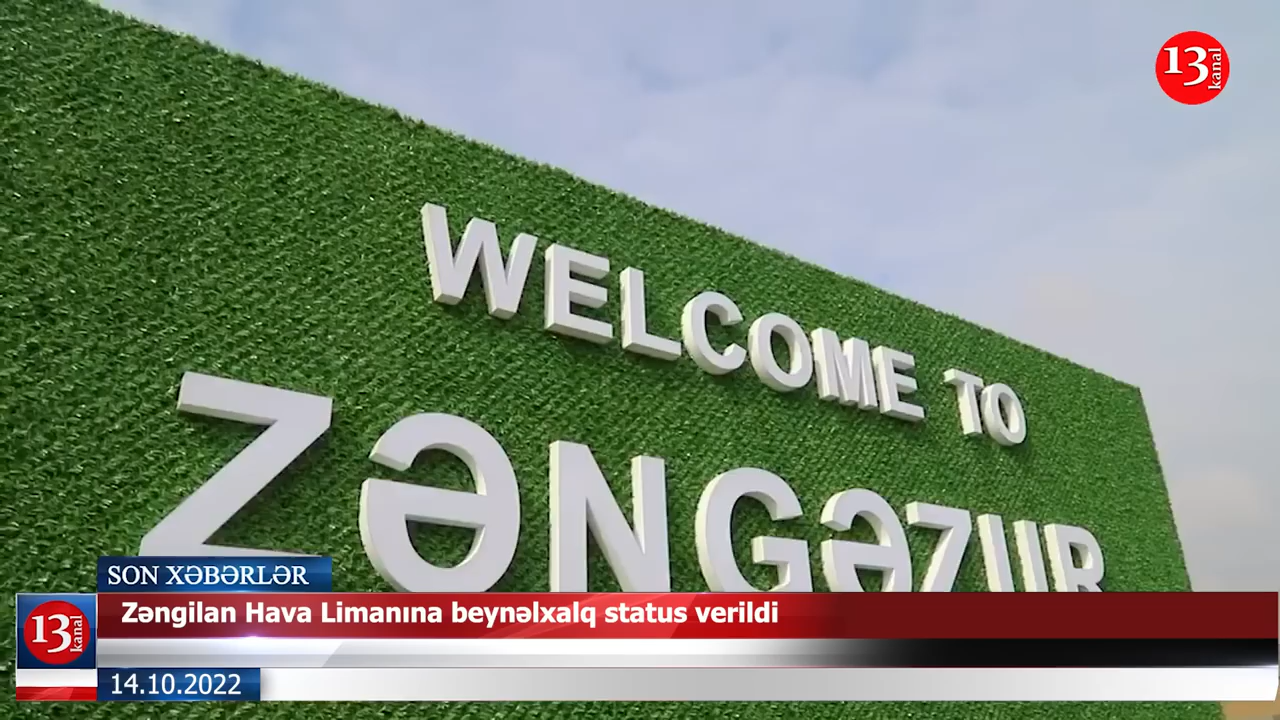 13 kanal
WELCOME TO
ZƏNGƏZUR
SON XƏBƏRLƏR
13 kanal
Zəngilan Hava Limanına beynəlxalq status verildi
14.10.2022